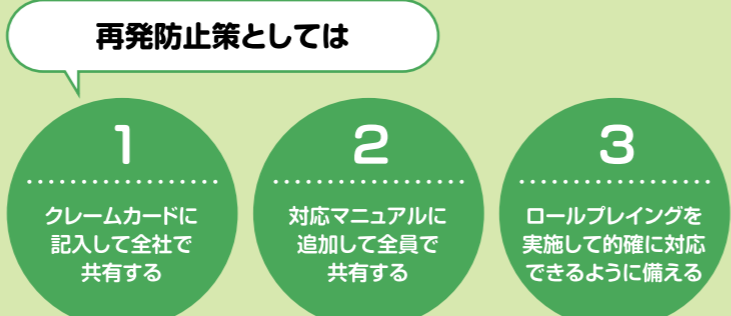 再発防止策としては
1
クレームカードに
記入して全社で
共有する
2
対応マニュアルに
追加して全員で
共有する
3
ロールプレイングを
実施して的確に対応
できるように備える